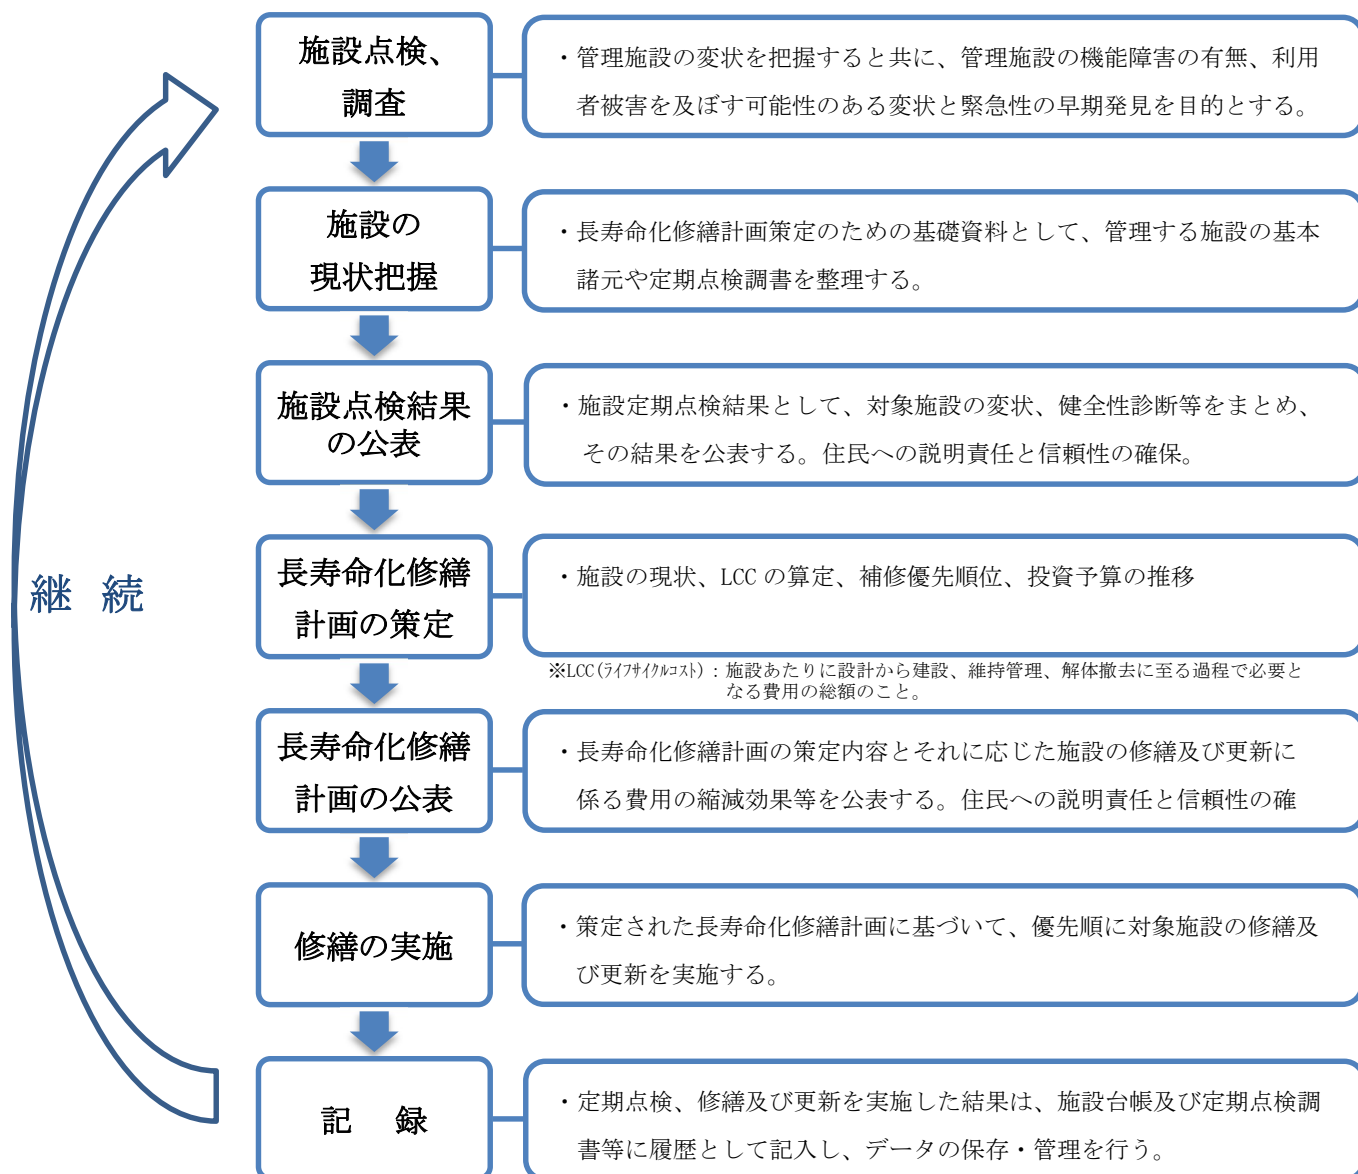 施設点検、
調査
・管理施設の変状を把握すると共に、管理施設の機能障害の有無、利用
者被害を及ぼす可能性のある変状と緊急性の早期発見を目的とする。
施設の
現状把握
・長寿命化修繕計画策定のための基礎資料として、管理する施設の基本
諸元や定期点検調書を整理する。
施設点検結果
の公表
・施設定期点検結果として、対象施設の変状、健全性診断等をまとめ、
その結果を公表する。住民への説明責任と信頼性の確保。
継 続
長寿命化修繕
計画の策定
・施設の現状、LCC の算定、補修優先順位、投資予算の推移
※LCC(ﾗｲﾌｻｲｸﾙｺｽﾄ)：施設あたりに設計から建設、維持管理、解体撤去に至る過程で必要と
なる費用の総額のこと。
長寿命化修繕
計画の公表
・長寿命化修繕計画の策定内容とそれに応じた施設の修繕及び更新に
係る費用の縮減効果等を公表する。住民への説明責任と信頼性の確
修繕の実施
・策定された長寿命化修繕計画に基づいて、優先順に対象施設の修繕及
び更新を実施する。
記 録
・定期点検、修繕及び更新を実施した結果は、施設台帳及び定期点検調
書等に履歴として記入し、データの保存・管理を行う。